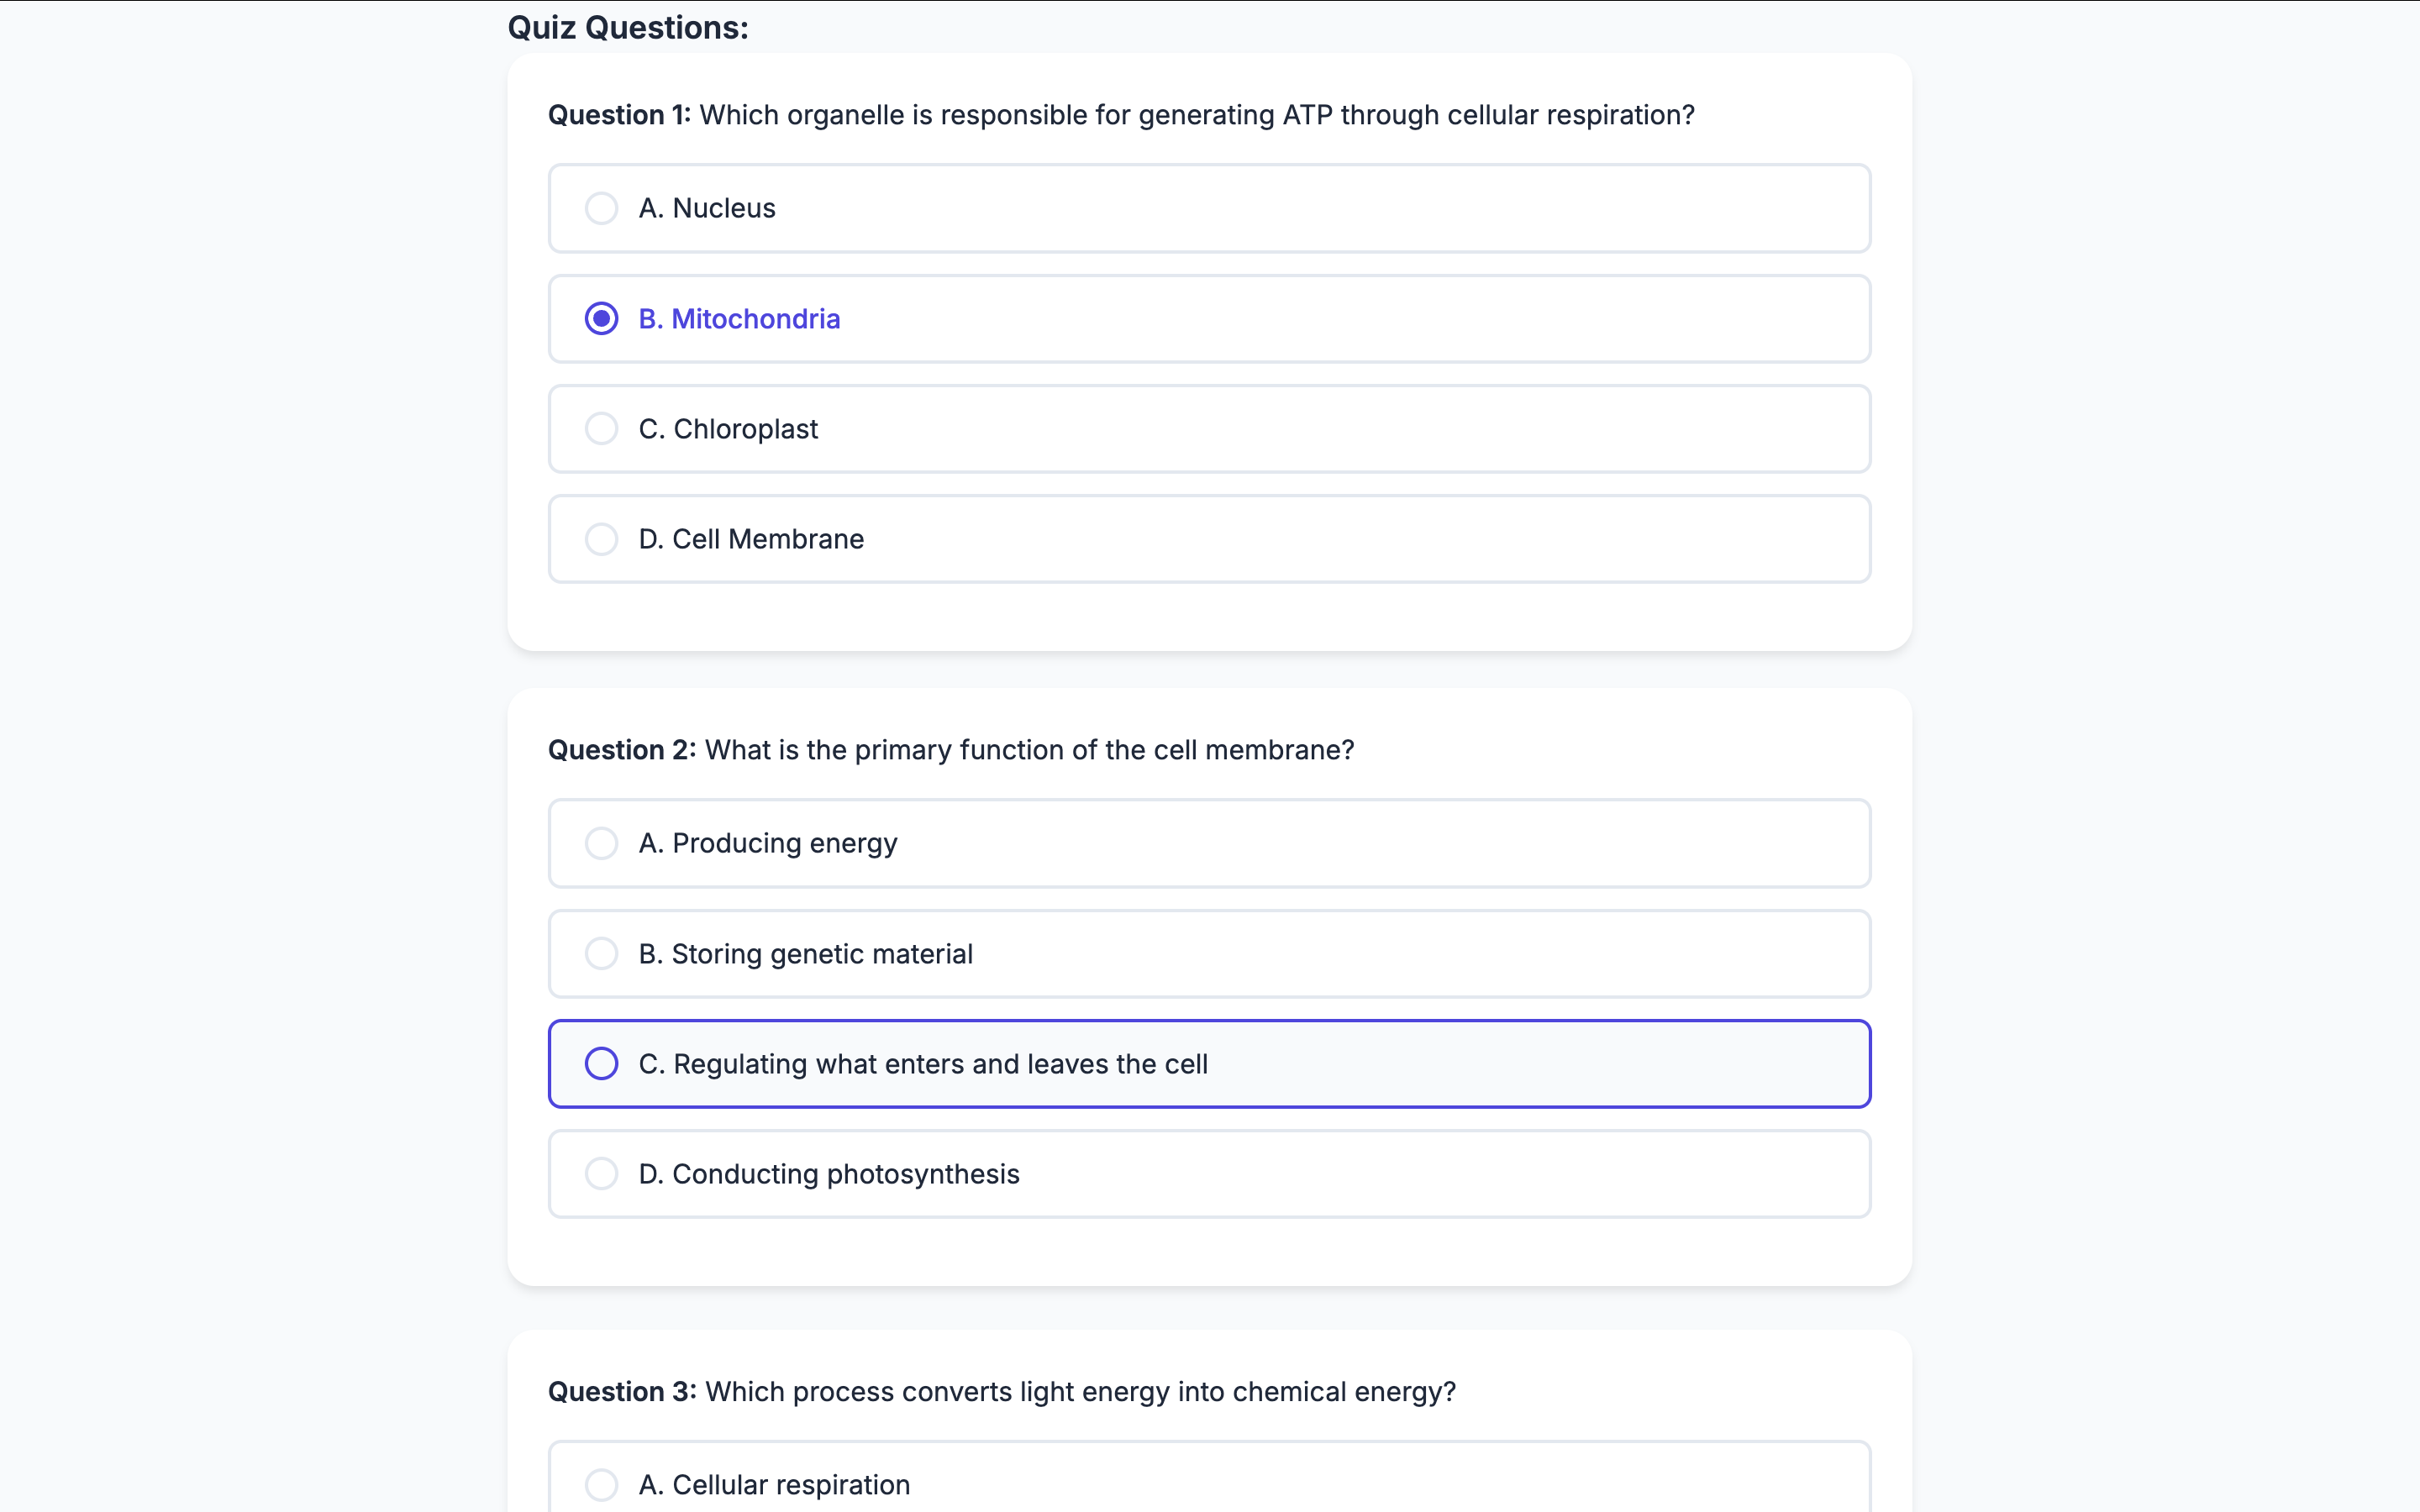 Quiz Questions:
Question 1: Which organelle is responsible for generating ATP through cellular respiration?
A. Nucleus
B. Mitochondria
C. Chloroplast
D. Cell Membrane
Question 2: What is the primary function of the cell membrane?
A. Producing energy
B. Storing genetic material
C. Regulating what enters and leaves the cell
D. Conducting photosynthesis
Question 3: Which process converts light energy into chemical energy?
A. Cellular respiration